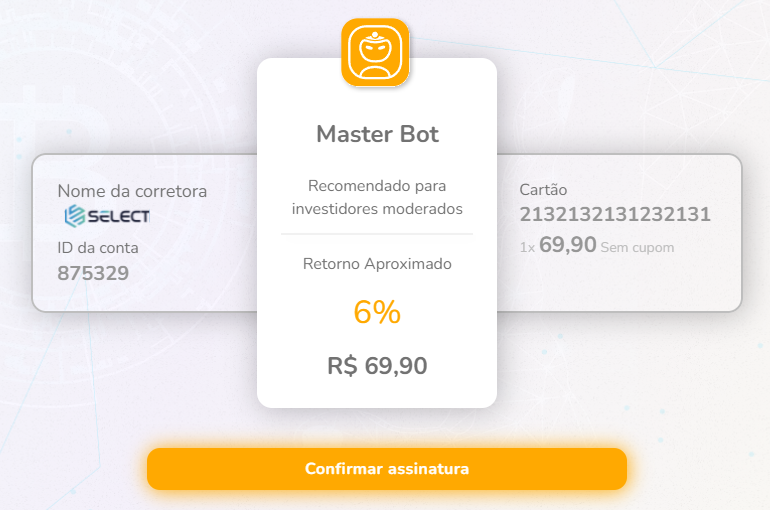 Master Bot
Recomendado para
investidores moderados
Retorno Aproximado
6%
R$ 69,90
Nome da corretora
SELECT
ID da conta
875329
Cartão
2132132131232131
1x 69,90 Sem cupom
Confirmar assinatura